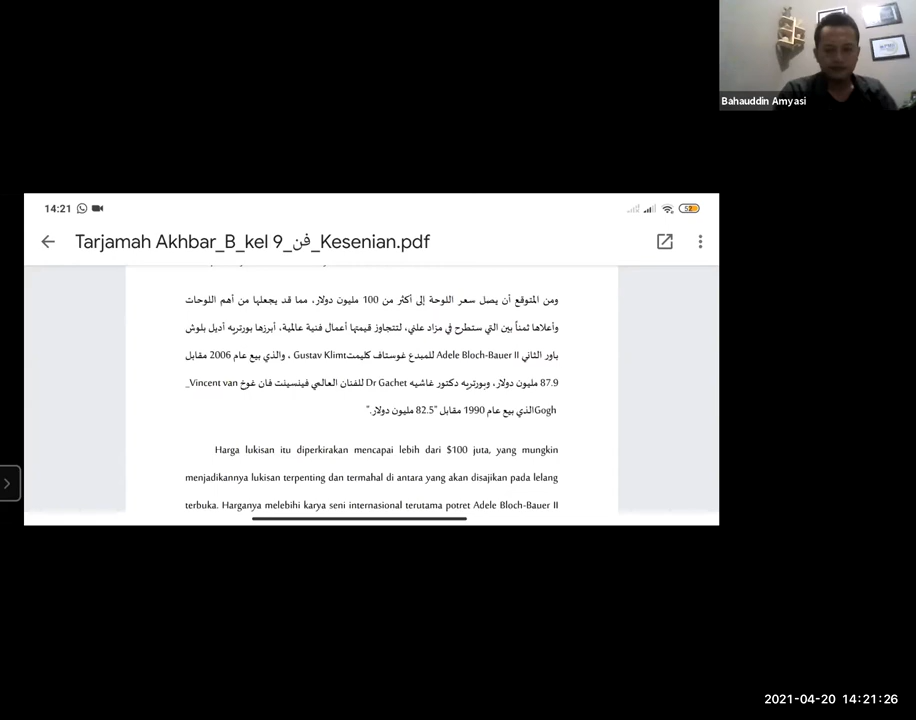 Bahauddin Amyasi
14:21
52
Tarjamah Akhbar_B_kel 9_فن_Kesenian.pdf
ومن المتوقع أن يصل سعر اللوحة إلى أكثر من 100 مليون دولار، مما قد يجعلها من أهم اللوحات
وأعلاها ثمناً بين التي ستطرح في مزاد علني، لتتجاوز قيمتها أعمال فنية عالمية، أبرزها بورتريه أديل بلوش
باور الثاني Adele Bloch-Bauer II للمبدع غوستاف كليمتGustav Klimt ، والذي بيع عام 2006 مقابل
87.9 مليون دولار، وبورتريه دكتور غاشيه Dr Gachet للفنان العالمي فينسينت فان غوخ Vincent van_
Goghالذي بيع عام 1990 مقابل "82.5 مليون دولار."
Harga lukisan itu diperkirakan mencapai lebih dari $100 juta, yang mungkin
menjadikannya lukisan terpenting dan termahal di antara yang akan disajikan pada lelang
terbuka. Harganya melebihi karya seni internasional terutama potret Adele Bloch-Bauer II
2021-04-20 14:21:26